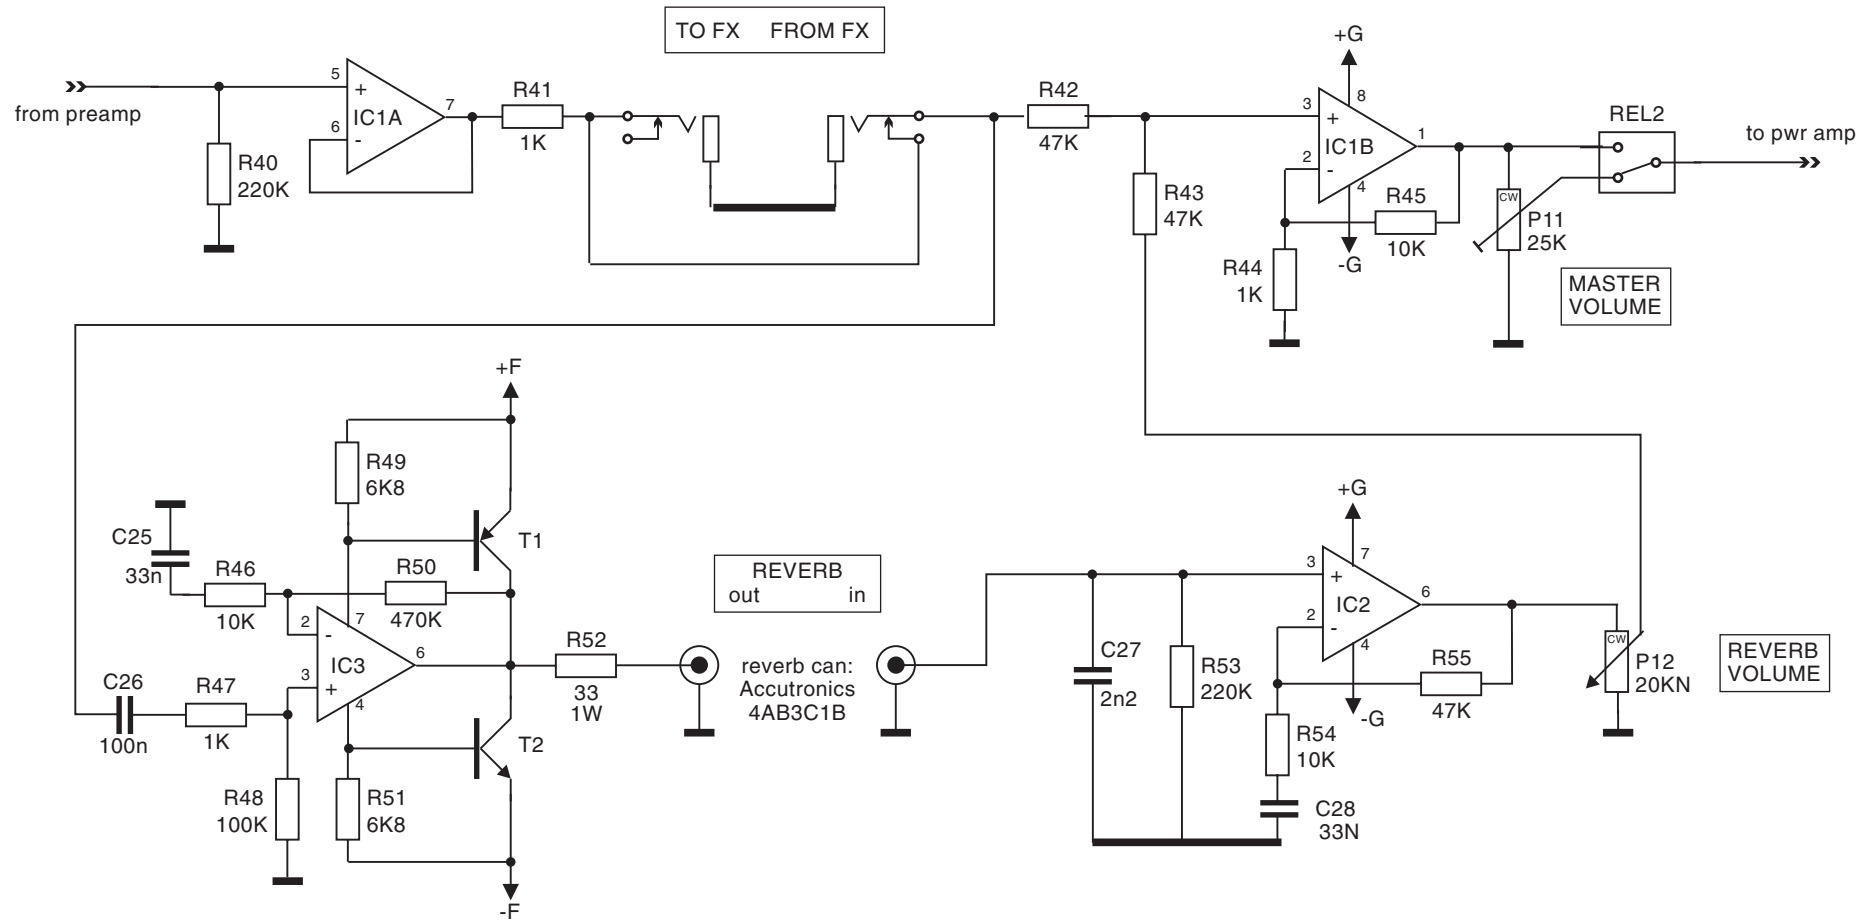 TO FX FROM FX
from preamp
5
+
IC1A
6
-
7
R40
220K
R41
1K
R42
47K
R43
47K
+G
8
3
+
IC1B
2
-
1
4
-G
R44
1K
R45
10K
REL2
to pwr amp
CW
P11
25K
MASTER
VOLUME
+F
R49
6K8
T1
C25
33n
R46
10K
R50
470K
2
-
7
IC3
6
3
+
4
C26
100n
R47
1K
R48
100K
R51
6K8
T2
-F
R52
33
1W
REVERB
out in
reverb can:
Accutronics
4AB3C1B
C27
2n2
R53
220K
+G
7
3
+
IC2
2
-
6
4
-G
R54
10K
R55
47K
C28
33N
CW
P12
20KN
REVERB
VOLUME